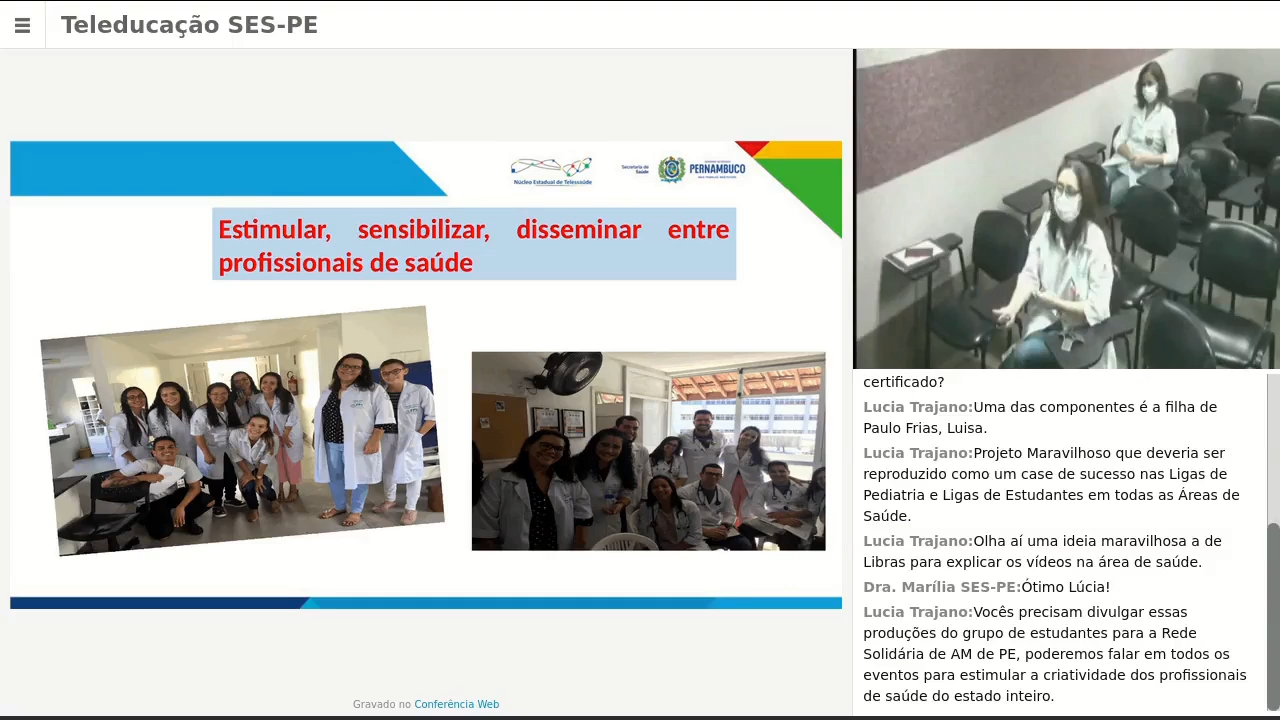 Teleducação SES-PE
Núcleo Estadual de Telessaúde
Secretaria de
Saúde
PERNAMBUCO
Estimular, sensibilizar, disseminar entre
profissionais de saúde
certificado?
Lucia Trajano:Uma das componentes é a filha de
Paulo Frias, Luisa.
Lucia Trajano:Projeto Maravilhoso que deveria ser
reproduzido como um case de sucesso nas Ligas de
Pediatria e Ligas de Estudantes em todas as Áreas de
Saúde.
Lucia Trajano:Olha aí uma ideia maravilhosa a de
Libras para explicar os vídeos na área de saúde.
Dra. Marília SES-PE:Ótimo Lúcia!
Lucia Trajano:Vocês precisam divulgar essas
produções do grupo de estudantes para a Rede
Solidária de AM de PE, poderemos falar em todos os
eventos para estimular a criatividade dos profissionais
de saúde do estado inteiro.
Gravado no Conferência Web